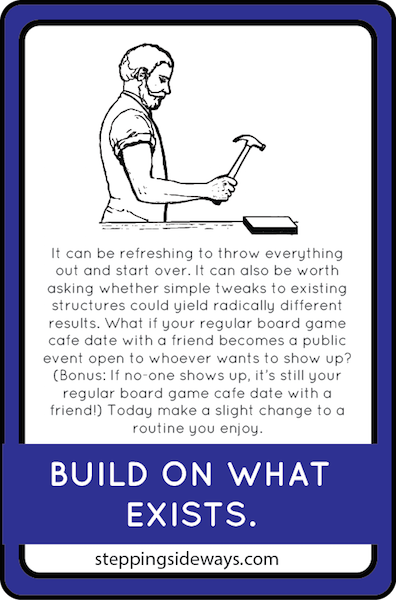 It can be refreshing to throw everything
out and start over. It can also be worth
asking whether simple tweaks to existing
structures could yield radically different
results. What if your regular board game
cafe date with a friend becomes a public
event open to whoever wants to show up?
(Bonus: If no-one shows up, it's still your
regular board game cafe date with a
friend!) Today make a slight change to a
routine you enjoy.
BUILD ON WHAT
EXISTS.
steppingsideways.com